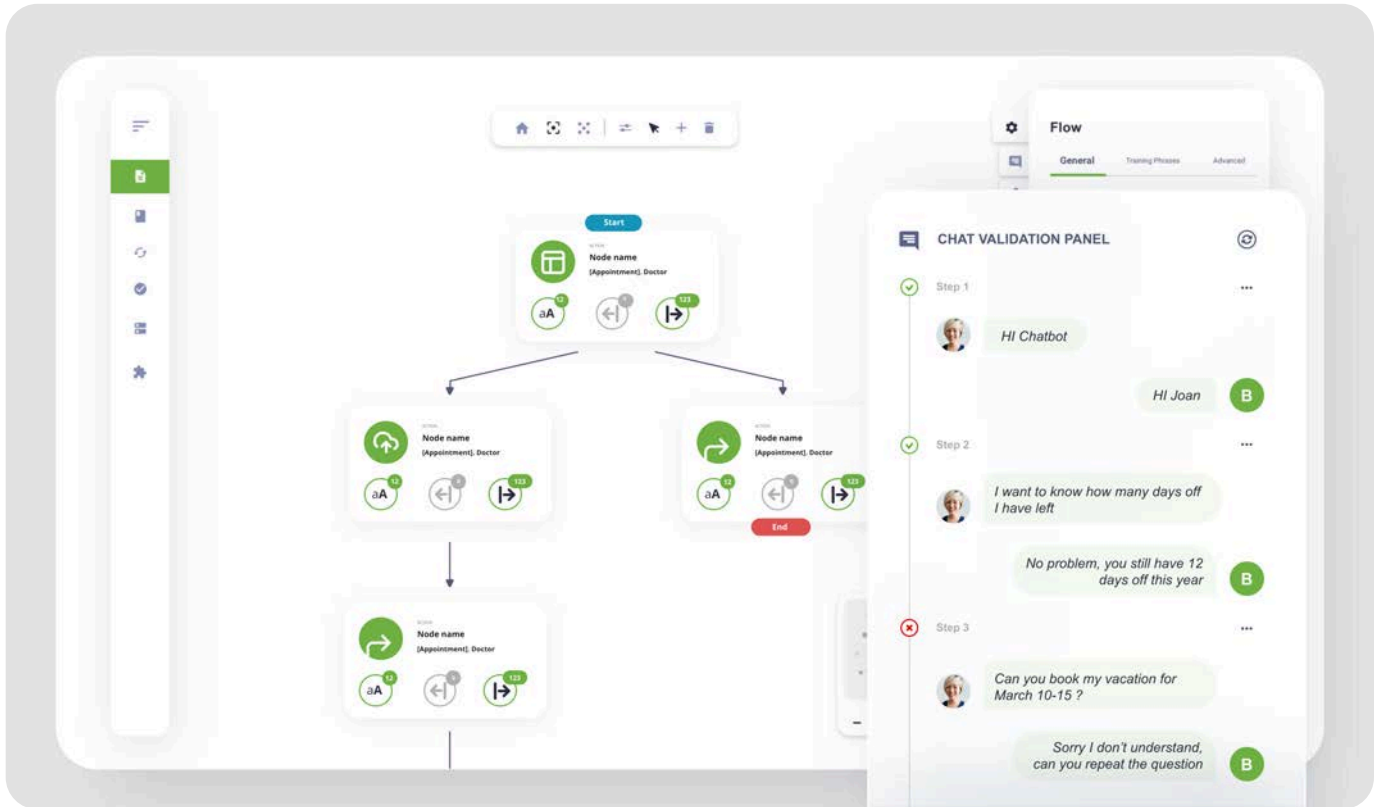 Flow
General
Training Phrases
Advanced
Start
ACTION
Node name
[Appointment]. Doctor
12
aA
123
ACTION
Node name
[Appointment]. Doctor
12
aA
123
ACTION
Node name
[Appointment]. Doctor
12
aA
123
End
ACTION
Node name
[Appointment]. Doctor
12
aA
123
CHAT VALIDATION PANEL
Step 1
HI Chatbot
HI Joan
B
Step 2
I want to know how many days off
I have left
No problem, you still have 12
days off this year
B
Step 3
Can you book my vacation for
March 10-15 ?
Sorry I don't understand,
can you repeat the question
B